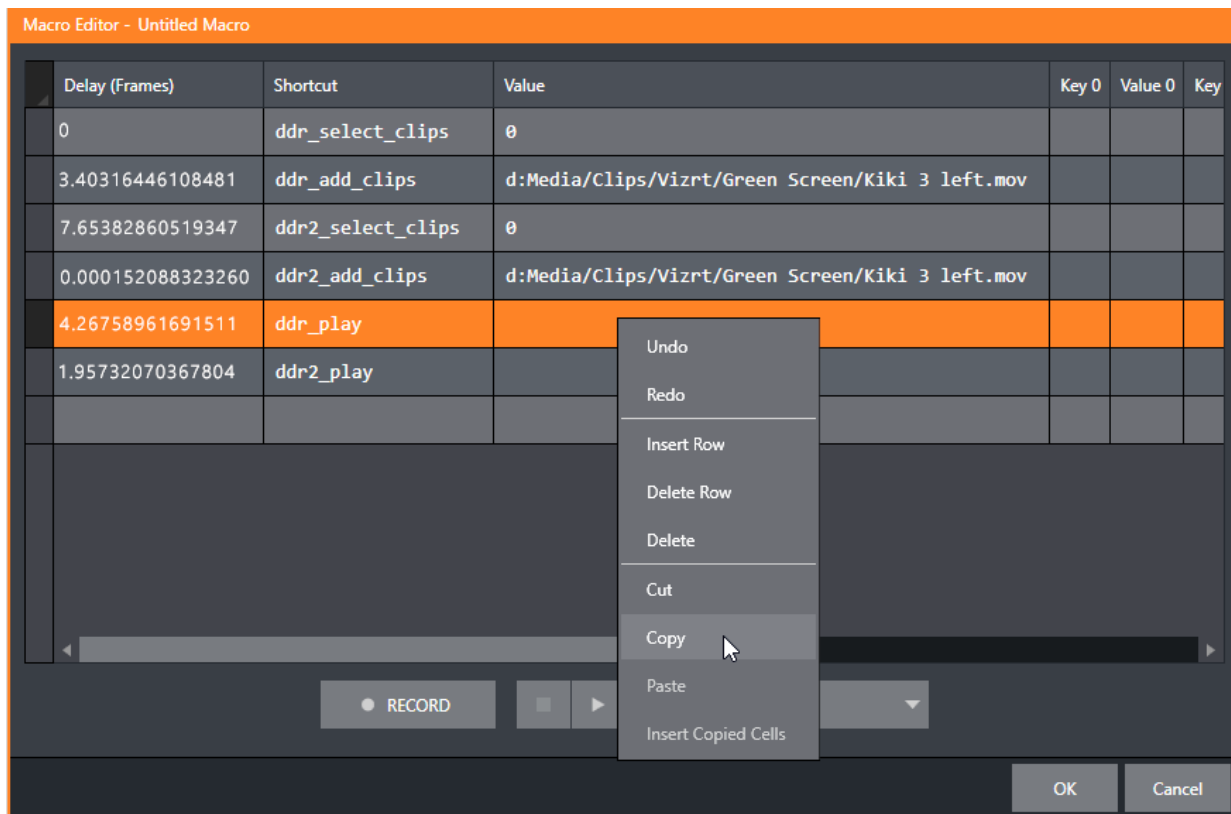 Macro Editor - Untitled Macro
Delay (Frames) Shortcut Value Key 0 Value 0 Key
0 ddr_select_clips 0
3.40316446108481 ddr_add_clips d:Media/Clips/Vizrt/Green Screen/Kiki 3 left.mov
7.65382860519347 ddr2_select_clips 0
0.000152088323260 ddr2_add_clips d:Media/Clips/Vizrt/Green Screen/Kiki 3 left.mov
4.26758961691511 ddr_play
1.95732070367804 ddr2_play
Undo
Redo
Insert Row
Delete Row
Delete
Cut
Copy
Paste
Insert Copied Cells
RECORD
OK Cancel